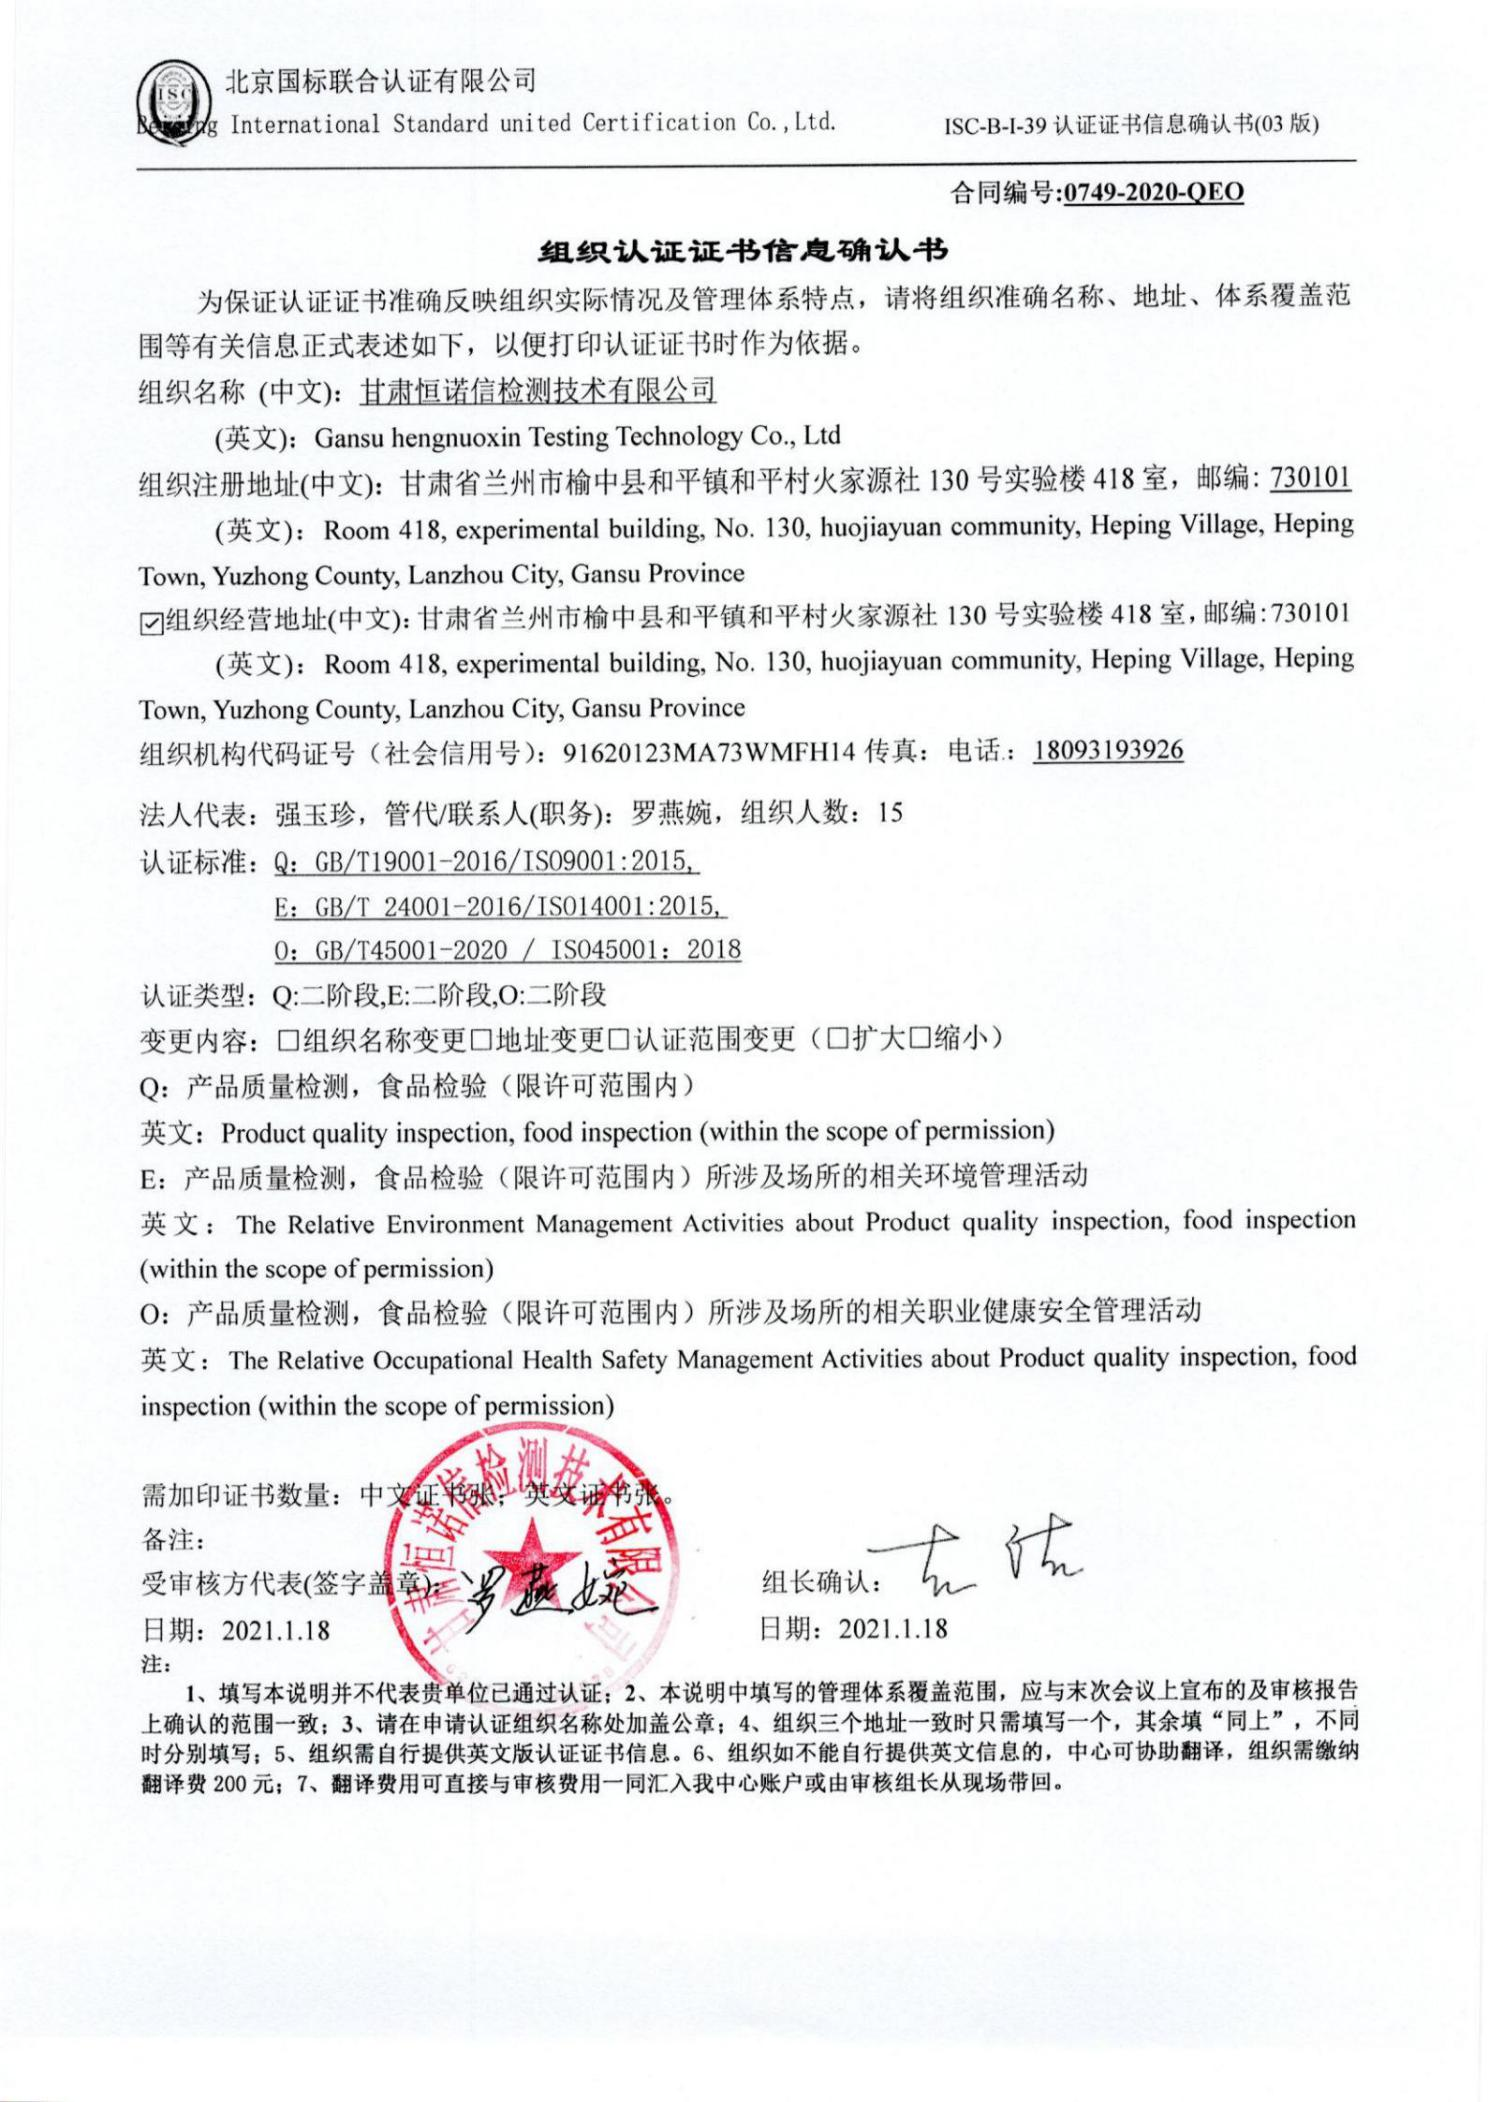 ISC
北京国标联合认证有限公司
Beijing International Standard united Certification Co.,Ltd.
ISC-B-I-39 认证证书信息确认书(03 版)
合同编号:0749-2020-QEO
组织认证证书信息确认书
为保证认证证书准确反映组织实际情况及管理体系特点，请将组织准确名称、地址、体系覆盖范
围等有关信息正式表述如下，以便打印认证证书时作为依据。
组织名称 (中文)：甘肃恒诺信检测技术有限公司
(英文)：Gansu hengnuoxin Testing Technology Co., Ltd
组织注册地址(中文)：甘肃省兰州市榆中县和平镇和平村火家源社 130 号实验楼 418 室，邮编: 730101
(英文)：Room 418, experimental building, No. 130, huojiayuan community, Heping Village, Heping
Town, Yuzhong County, Lanzhou City, Gansu Province
☑组织经营地址(中文)：甘肃省兰州市榆中县和平镇和平村火家源社 130 号实验楼 418 室，邮编:730101
(英文)：Room 418, experimental building, No. 130, huojiayuan community, Heping Village, Heping
Town, Yuzhong County, Lanzhou City, Gansu Province
组织机构代码证号（社会信用号)：91620123MA73WMFH14 传真：电话.：18093193926
法人代表：强玉珍，管代/联系人(职务)：罗燕婉，组织人数：15
认证标准：Q：GB/T19001-2016/ISO9001:2015,
E：GB/T 24001-2016/ISO14001:2015,
O：GB/T45001-2020 / ISO45001：2018
认证类型：Q:二阶段,E:二阶段,O:二阶段
变更内容：□组织名称变更□地址变更□认证范围变更（□扩大□缩小）
Q：产品质量检测，食品检验（限许可范围内）
英文：Product quality inspection, food inspection (within the scope of permission)
E：产品质量检测，食品检验（限许可范围内）所涉及场所的相关环境管理活动
英文：The Relative Environment Management Activities about Product quality inspection, food inspection
(within the scope of permission)
O：产品质量检测，食品检验（限许可范围内）所涉及场所的相关职业健康安全管理活动
英文：The Relative Occupational Health Safety Management Activities about Product quality inspection, food
inspection (within the scope of permission)
甘肃恒诺信检测技术有限公司
需加印证书数量：中文证书张；英文证书张。
备注：
受审核方代表(签字盖章)：罗燕婉
组长确认：
日期：2021.1.18
日期：2021.1.18
注：
1、填写本说明并不代表贵单位已通过认证；2、本说明中填写的管理体系覆盖范围，应与末次会议上宣布的及审核报告
上确认的范围一致；3、请在申请认证组织名称处加盖公章；4、组织三个地址一致时只需填写一个，其余填“同上”，不同
时分别填写；5、组织需自行提供英文版认证证书信息。6、组织如不能自行提供英文信息的，中心可协助翻译，组织需缴纳
翻译费 200 元；7、翻译费用可直接与审核费用一同汇入我中心账户或由审核组长从现场带回。